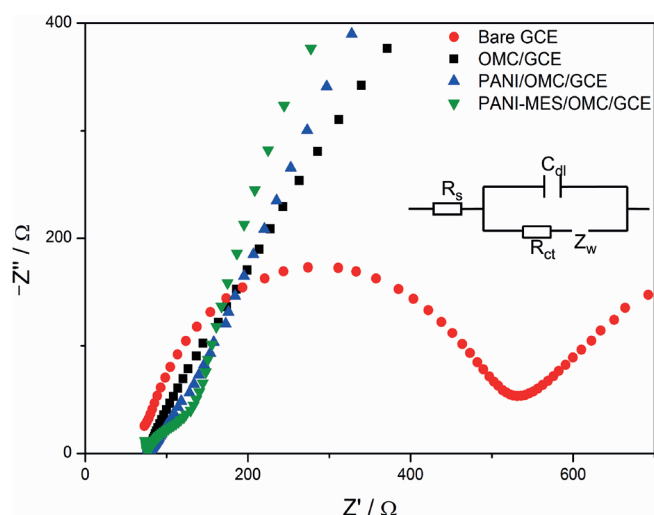 400
200
0
0
200
400
600
-Z'' / Ω
Z' / Ω
Bare GCE
OMC/GCE
PANI/OMC/GCE
PANI-MES/OMC/GCE
Rs
Cdl
Rct
Zw